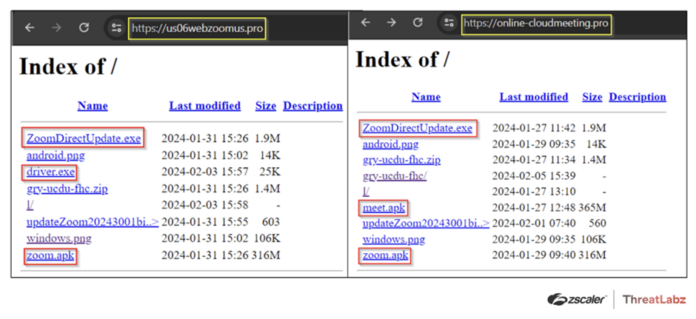 https://us06webzoomus.pro
Index of /
Name Last modified Size Description
ZoomDirectUpdate.exe 2024-01-31 15:26 1.9M
android.png 2024-01-31 15:02 14K
driver.exe 2024-02-03 15:57 25K
gry-ucdu-fhc.zip 2024-01-31 15:26 1.4M
l/ 2024-02-03 15:58 -
updateZoom20243001bi..> 2024-01-31 15:55 603
windows.png 2024-01-31 15:02 106K
zoom.apk 2024-01-31 15:26 316M
https://online-cloudmeeting.pro
Index of /
Name Last modified Size Description
ZoomDirectUpdate.exe 2024-01-27 11:42 1.9M
android.png 2024-01-29 09:35 14K
gry-ucdu-fhc.zip 2024-01-27 11:34 1.4M
gry-ucdu-fhc/ 2024-02-05 15:39 -
l/ 2024-01-27 13:10 -
meet.apk 2024-01-27 12:48 365M
updateZoom20243001bi..> 2024-02-01 07:40 560
windows.png 2024-01-29 09:35 106K
zoom.apk 2024-01-29 09:40 316M
zscaler | ThreatLabz